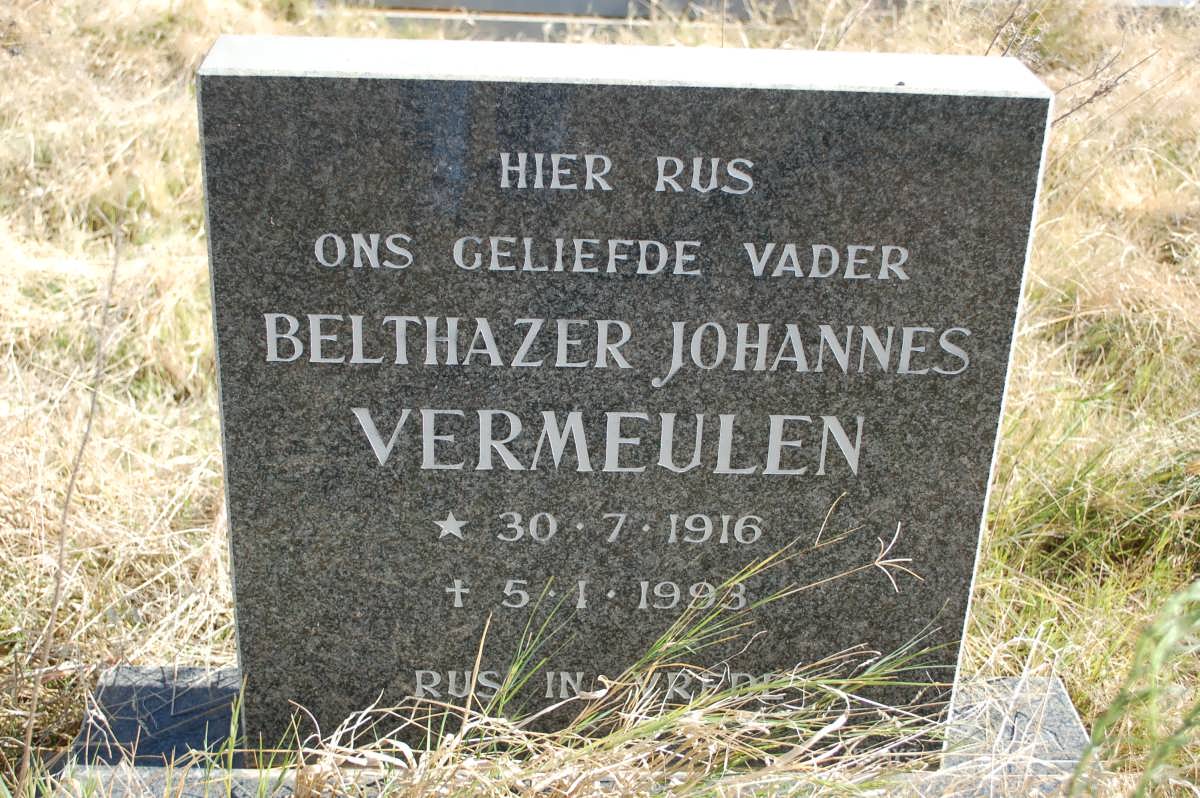 HIER RUS
ONS GELIEFDE VADER
BELTHAZER JOHANNES
VERMEULEN
★ 30 · 7 · 1916
† 5 · 1 · 1993
RUS IN VREDE